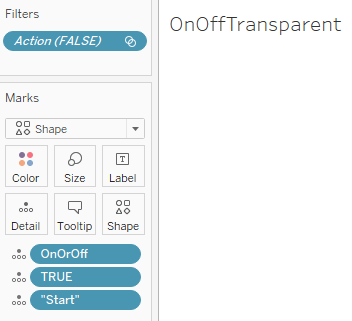 Filters
Action (FALSE)
OnOffTransparent
Marks
Shape
Color
Size
Label
Detail
Tooltip
Shape
OnOrOff
TRUE
"Start"